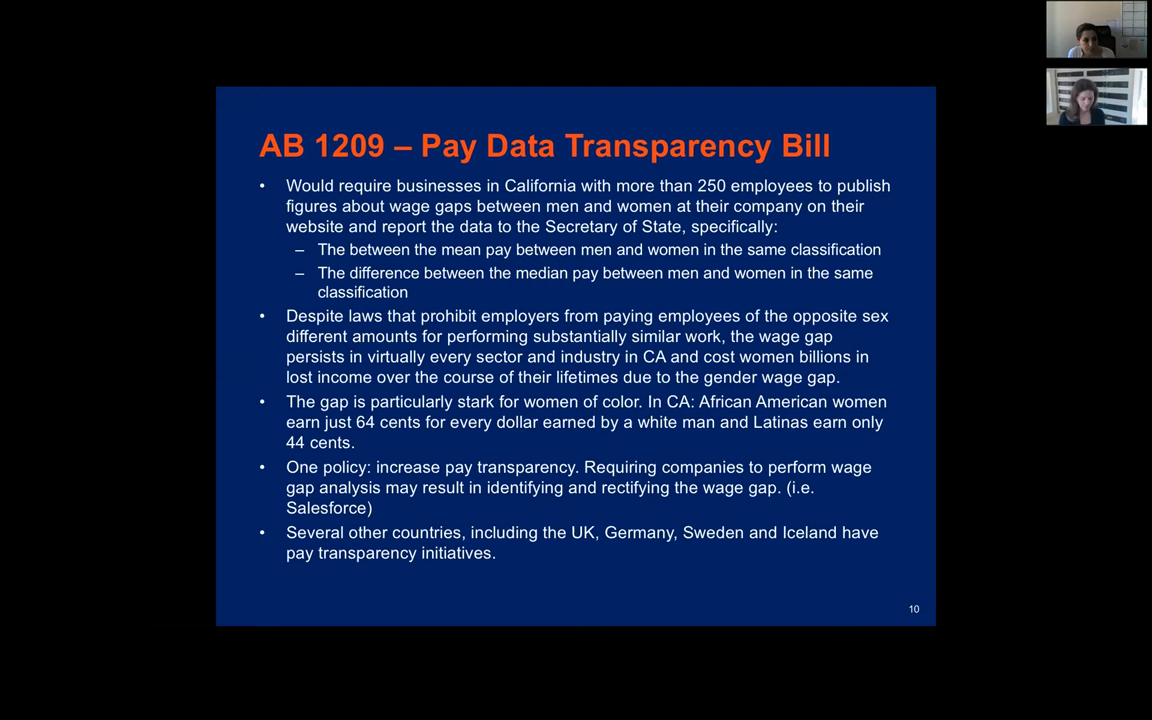 AB 1209 – Pay Data Transparency Bill
• Would require businesses in California with more than 250 employees to publish
figures about wage gaps between men and women at their company on their
website and report the data to the Secretary of State, specifically:
– The between the mean pay between men and women in the same classification
– The difference between the median pay between men and women in the same
classification
• Despite laws that prohibit employers from paying employees of the opposite sex
different amounts for performing substantially similar work, the wage gap
persists in virtually every sector and industry in CA and cost women billions in
lost income over the course of their lifetimes due to the gender wage gap.
• The gap is particularly stark for women of color. In CA: African American women
earn just 64 cents for every dollar earned by a white man and Latinas earn only
44 cents.
• One policy: increase pay transparency. Requiring companies to perform wage
gap analysis may result in identifying and rectifying the wage gap. (i.e.
Salesforce)
• Several other countries, including the UK, Germany, Sweden and Iceland have
pay transparency initiatives.
10